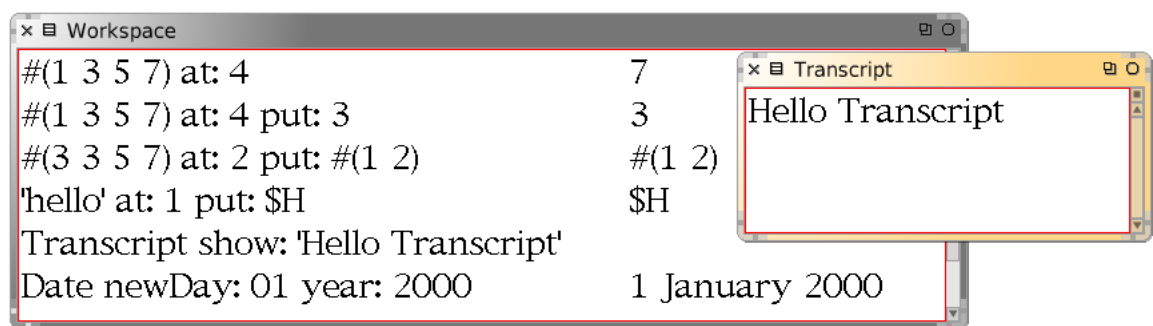 Workspace
#(1 3 5 7) at: 4 7
#(1 3 5 7) at: 4 put: 3 3
#(3 3 5 7) at: 2 put: #(1 2) #(1 2)
'hello' at: 1 put: $H $H
Transcript show: 'Hello Transcript'
Date newDay: 01 year: 2000 1 January 2000
Transcript
Hello Transcript